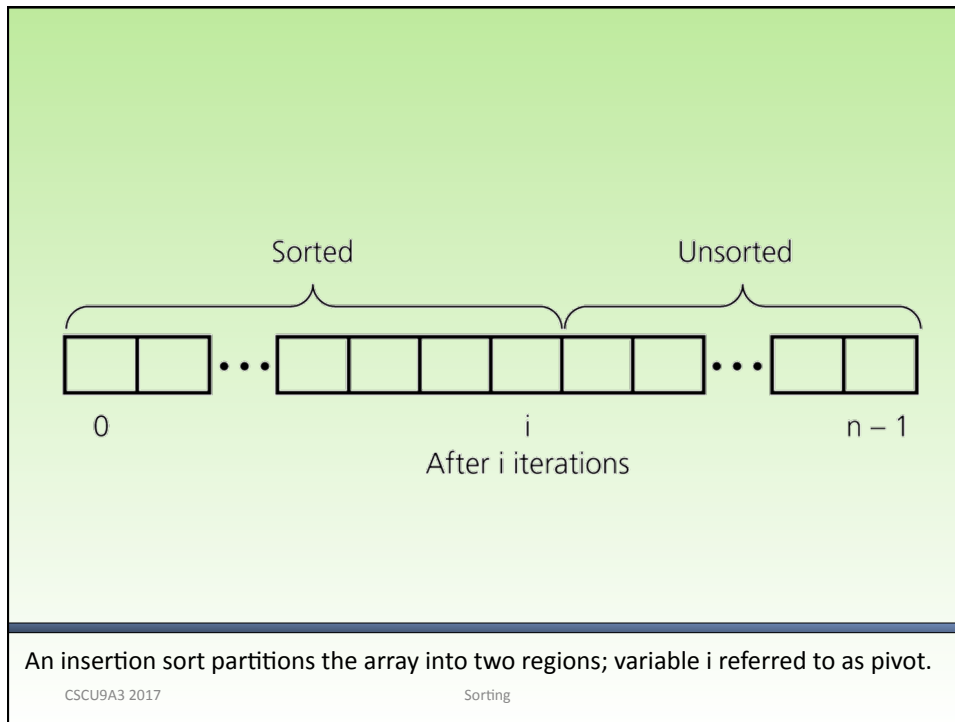 Sorted Unsorted
0 i n – 1
After i iterations
An insertion sort partitions the array into two regions; variable i referred to as pivot.
CSCU9A3 2017 Sorting